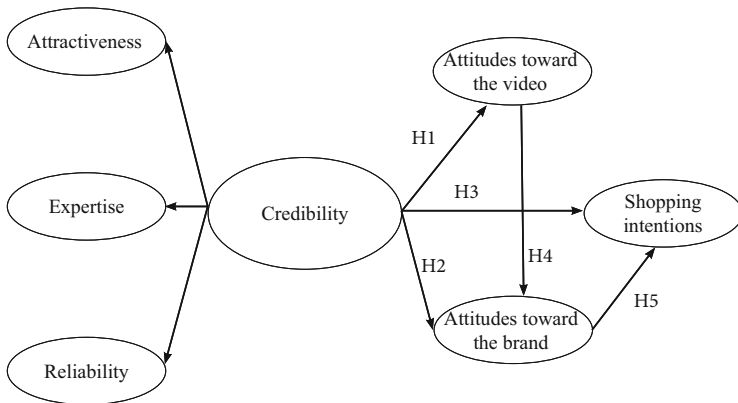 Attractiveness
Expertise
Reliability
Credibility
H1
H2
H3
H4
H5
Attitudes toward
the video
Attitudes toward
the brand
Shopping
intentions